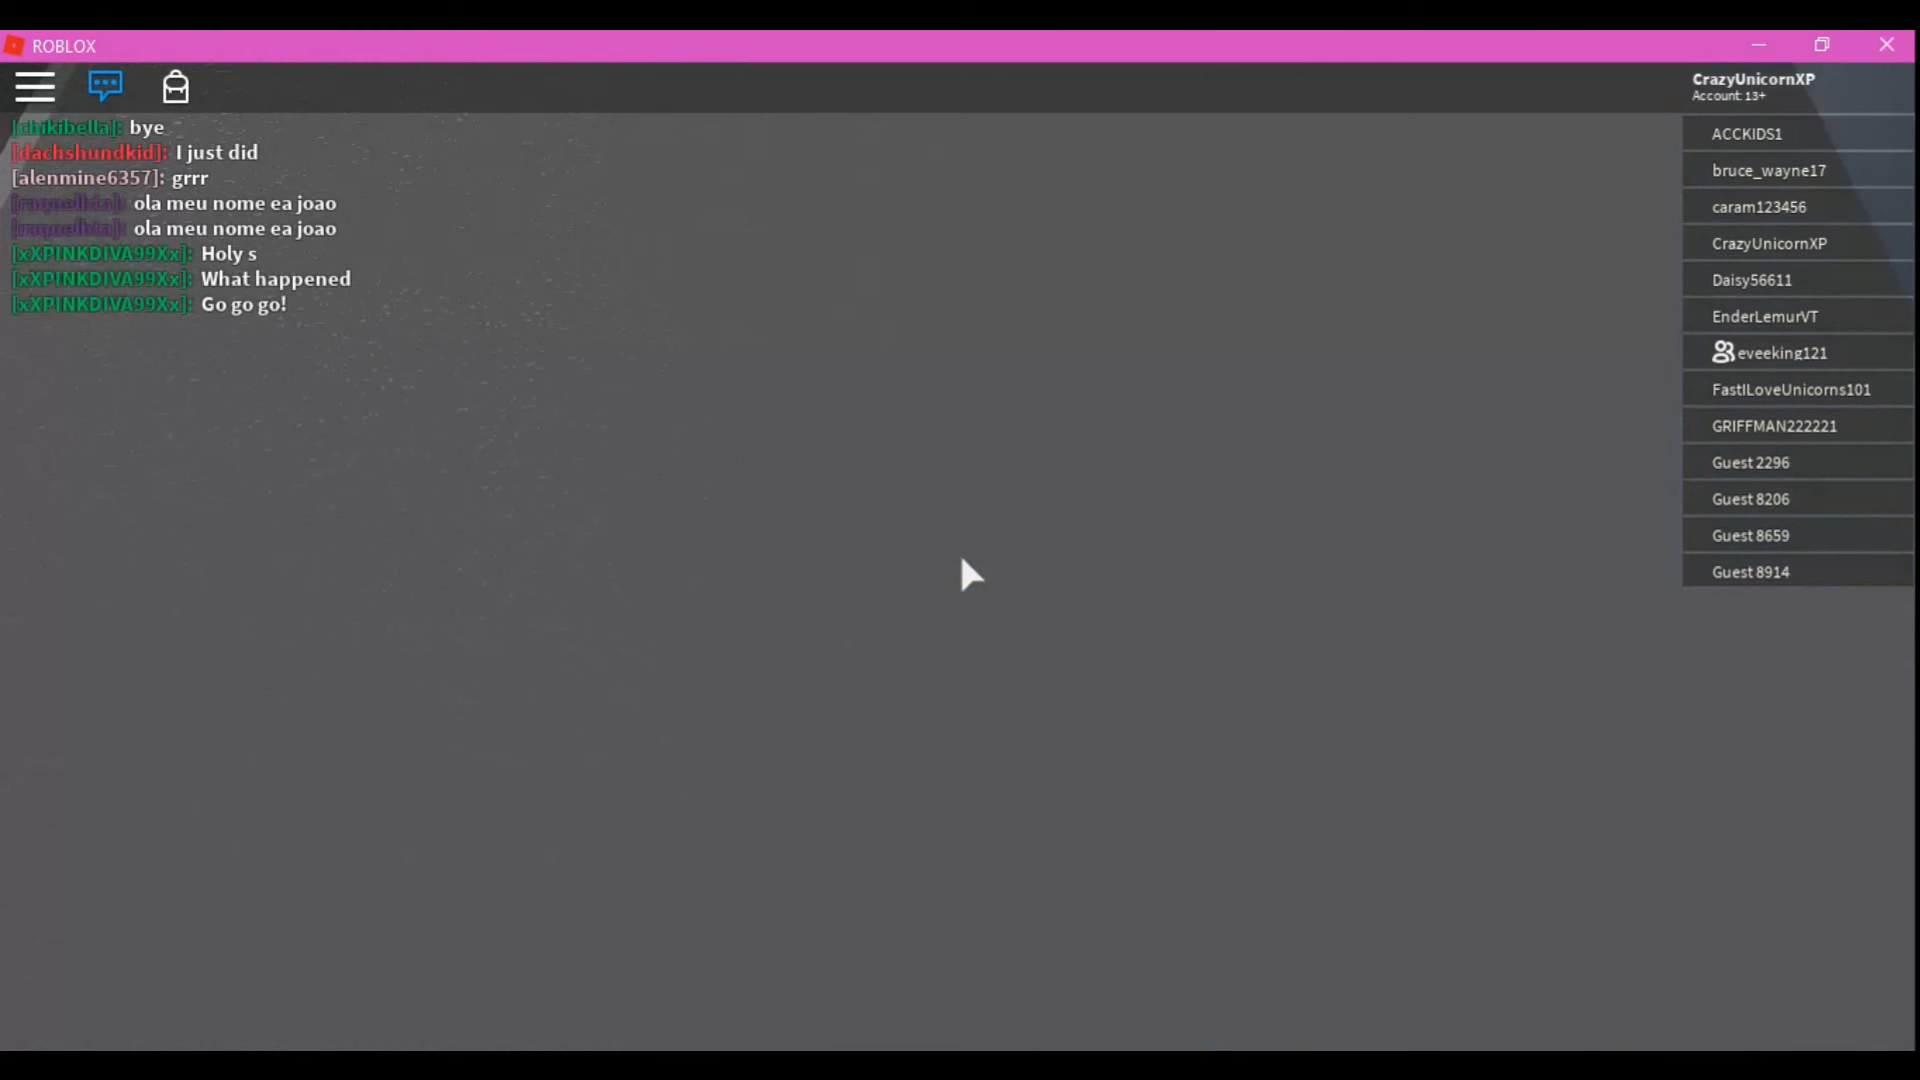 ROBLOX
CrazyUnicornXP
Account: 13+
[chikibella]: bye
[dachshundkid]: I just did
[alenmine6357]: grrr
ola meu nome ea joao
ola meu nome ea joao
[xXPINKDIVA99Xx]: Holy s
[xXPINKDIVA99Xx]: What happened
[xXPINKDIVA99Xx]: Go go go!
ACCKIDS1
bruce_wayne17
caram123456
CrazyUnicornXP
Daisy56611
EnderLemurVT
eveeking121
FastILoveUnicorns101
GRIFFMAN222221
Guest 2296
Guest 8206
Guest 8659
Guest 8914